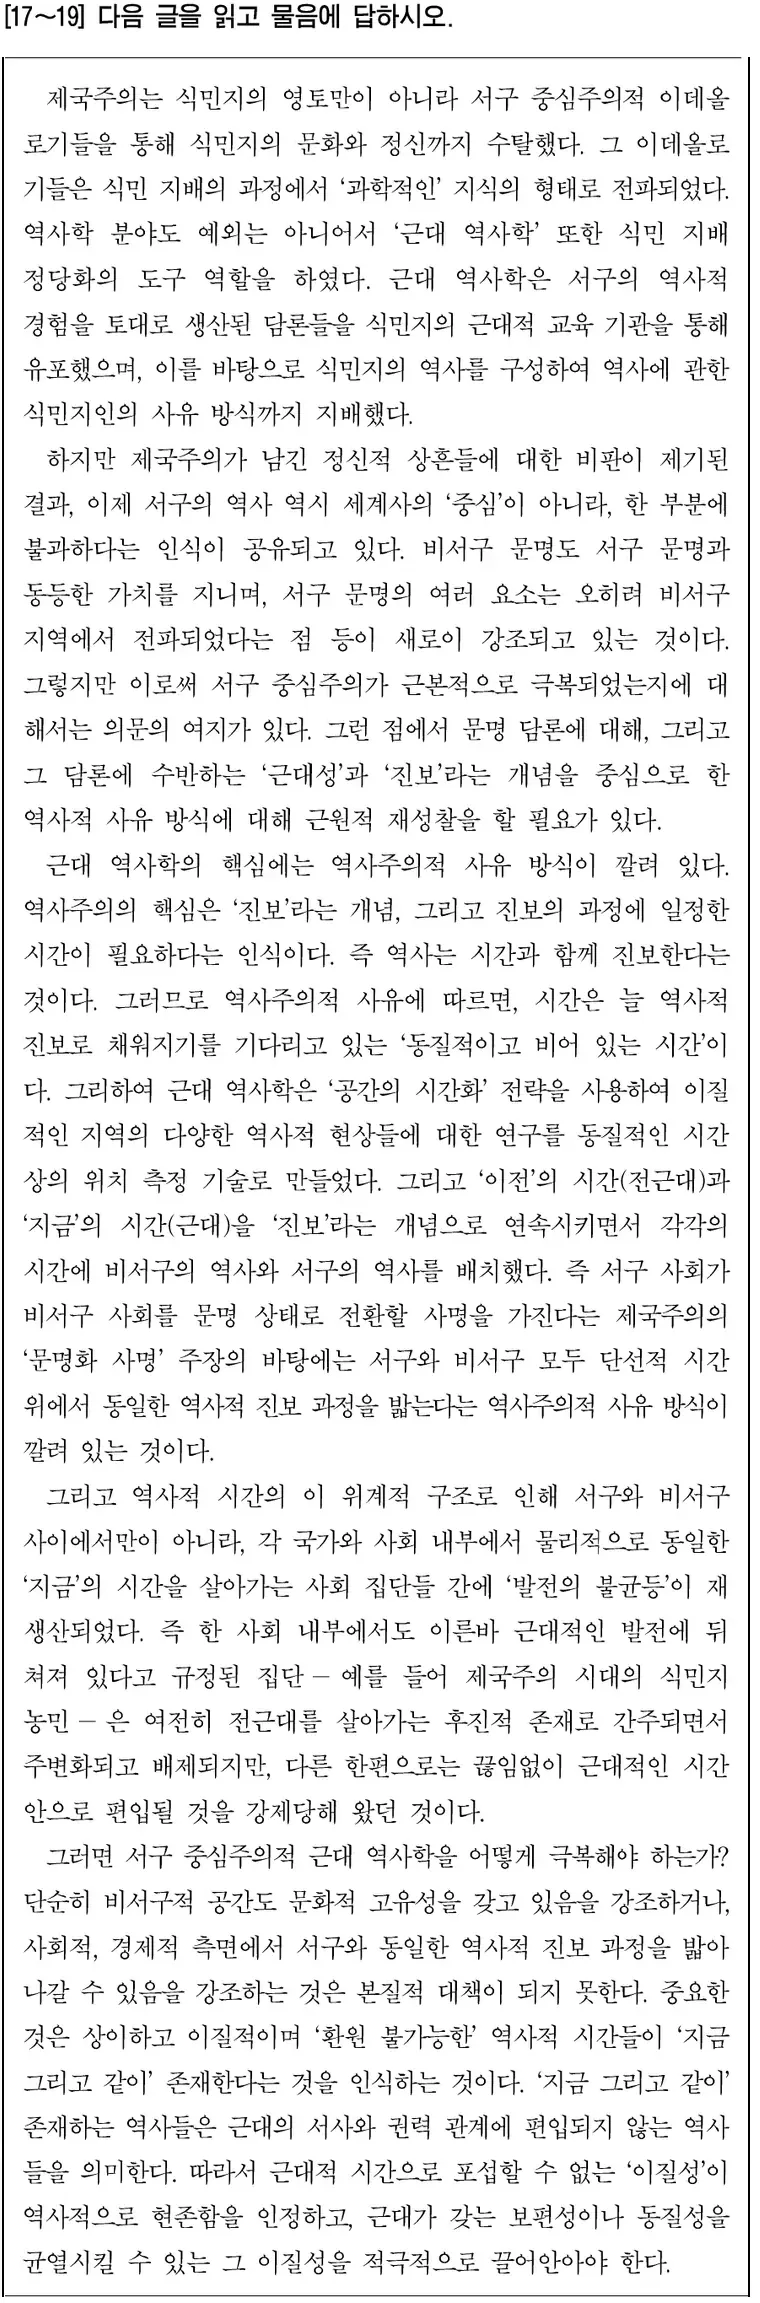 [17～19] 다음 글을 읽고 물음에 답하시오.
제국주의는 식민지의 영토만이 아니라 서구 중심주의적 이데올
로기들을 통해 식민지의 문화와 정신까지 수탈했다. 그 이데올로
기들은 식민 지배의 과정에서 ‘과학적인’ 지식의 형태로 전파되었다.
역사학 분야도 예외는 아니어서 ‘근대 역사학’ 또한 식민 지배
정당화의 도구 역할을 하였다. 근대 역사학은 서구의 역사적
경험을 토대로 생산된 담론들을 식민지의 근대적 교육 기관을 통해
유포했으며, 이를 바탕으로 식민지의 역사를 구성하여 역사에 관한
식민지인의 사유 방식까지 지배했다.
하지만 제국주의가 남긴 정신적 상흔들에 대한 비판이 제기된
결과, 이제 서구의 역사 역시 세계사의 ‘중심’이 아니라, 한 부분에
불과하다는 인식이 공유되고 있다. 비서구 문명도 서구 문명과
동등한 가치를 지니며, 서구 문명의 여러 요소는 오히려 비서구
지역에서 전파되었다는 점 등이 새로이 강조되고 있는 것이다.
그렇지만 이로써 서구 중심주의가 근본적으로 극복되었는지에 대
해서는 의문의 여지가 있다. 그런 점에서 문명 담론에 대해, 그리고
그 담론에 수반하는 ‘근대성’과 ‘진보’라는 개념을 중심으로 한
역사적 사유 방식에 대해 근원적 재성찰을 할 필요가 있다.
근대 역사학의 핵심에는 역사주의적 사유 방식이 깔려 있다.
역사주의의 핵심은 ‘진보’라는 개념, 그리고 진보의 과정에 일정한
시간이 필요하다는 인식이다. 즉 역사는 시간과 함께 진보한다는
것이다. 그러므로 역사주의적 사유에 따르면, 시간은 늘 역사적
진보로 채워지기를 기다리고 있는 ‘동질적이고 비어 있는 시간’이
다. 그리하여 근대 역사학은 ‘공간의 시간화’ 전략을 사용하여 이질
적인 지역의 다양한 역사적 현상들에 대한 연구를 동질적인 시간
상의 위치 측정 기술로 만들었다. 그리고 ‘이전’의 시간(전근대)과
‘지금’의 시간(근대)을 ‘진보’라는 개념으로 연속시키면서 각각의
시간에 비서구의 역사와 서구의 역사를 배치했다. 즉 서구 사회가
비서구 사회를 문명 상태로 전환할 사명을 가진다는 제국주의의
‘문명화 사명’ 주장의 바탕에는 서구와 비서구 모두 단선적 시간
위에서 동일한 역사적 진보 과정을 밟는다는 역사주의적 사유 방식이
깔려 있는 것이다.
그리고 역사적 시간의 이 위계적 구조로 인해 서구와 비서구
사이에서만이 아니라, 각 국가와 사회 내부에서 물리적으로 동일한
‘지금’의 시간을 살아가는 사회 집단들 간에 ‘발전의 불균등’이 재
생산되었다. 즉 한 사회 내부에서도 이른바 근대적인 발전에 뒤
쳐져 있다고 규정된 집단 – 예를 들어 제국주의 시대의 식민지
농민 – 은 여전히 전근대를 살아가는 후진적 존재로 간주되면서
주변화되고 배제되지만, 다른 한편으로는 끊임없이 근대적인 시간
안으로 편입될 것을 강제당해 왔던 것이다.
그러면 서구 중심주의적 근대 역사학을 어떻게 극복해야 하는가?
단순히 비서구적 공간도 문화적 고유성을 갖고 있음을 강조하거나,
사회적, 경제적 측면에서 서구와 동일한 역사적 진보 과정을 밟아
나갈 수 있음을 강조하는 것은 본질적 대책이 되지 못한다. 중요한
것은 상이하고 이질적이며 ‘환원 불가능한’ 역사적 시간들이 ‘지금
그리고 같이’ 존재한다는 것을 인식하는 것이다. ‘지금 그리고 같이’
존재하는 역사들은 근대의 서사와 권력 관계에 편입되지 않는 역사
들을 의미한다. 따라서 근대적 시간으로 포섭할 수 없는 ‘이질성’이
역사적으로 현존함을 인정하고, 근대가 갖는 보편성이나 동질성을
균열시킬 수 있는 그 이질성을 적극적으로 끌어안아야 한다.